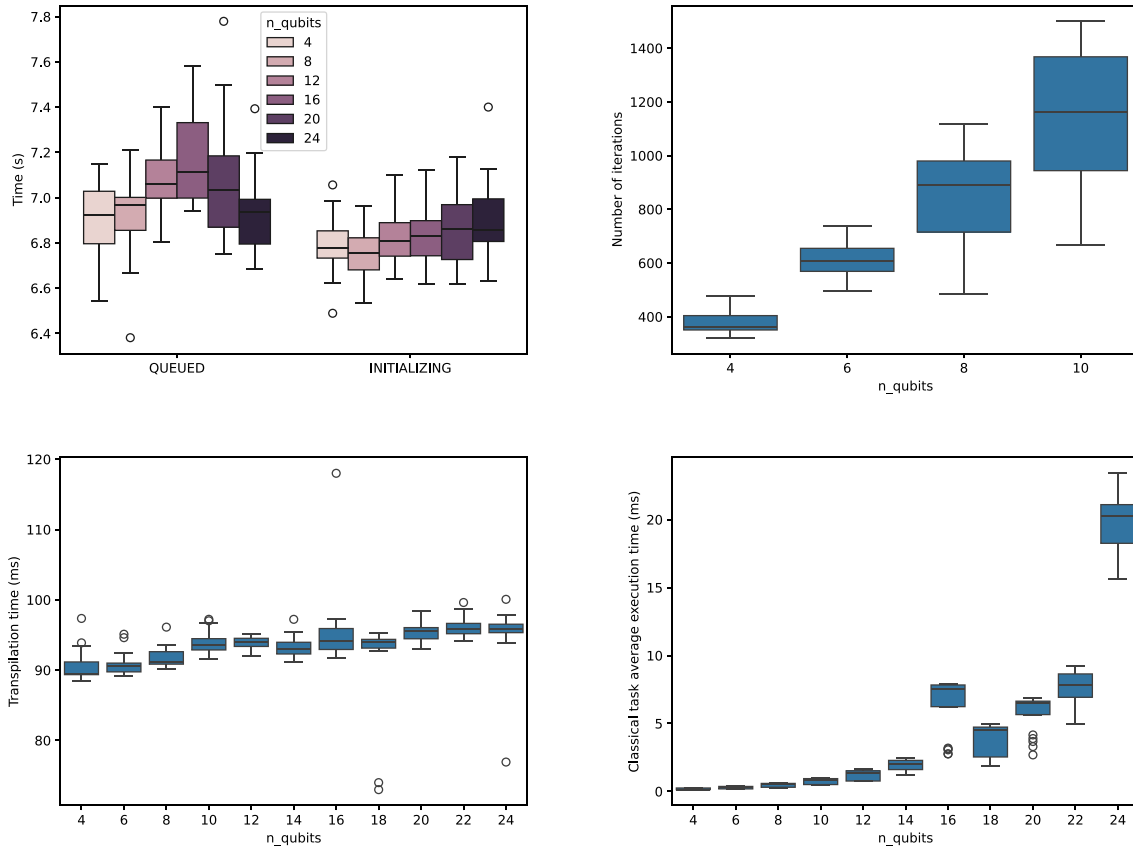 7.8
7.6
7.4
7.2
7.0
6.8
6.6
6.4
Time (s)
n_qubits
4
8
12
16
20
24
QUEUED INITIALIZING
1400
1200
1000
800
600
400
Number of iterations
4 6 8 10
n_qubits
120
110
100
90
80
Transpilation time (ms)
4 6 8 10 12 14 16 18 20 22 24
n_qubits
20
15
10
5
0
Classical task average execution time (ms)
4 6 8 10 12 14 16 18 20 22 24
n_qubits